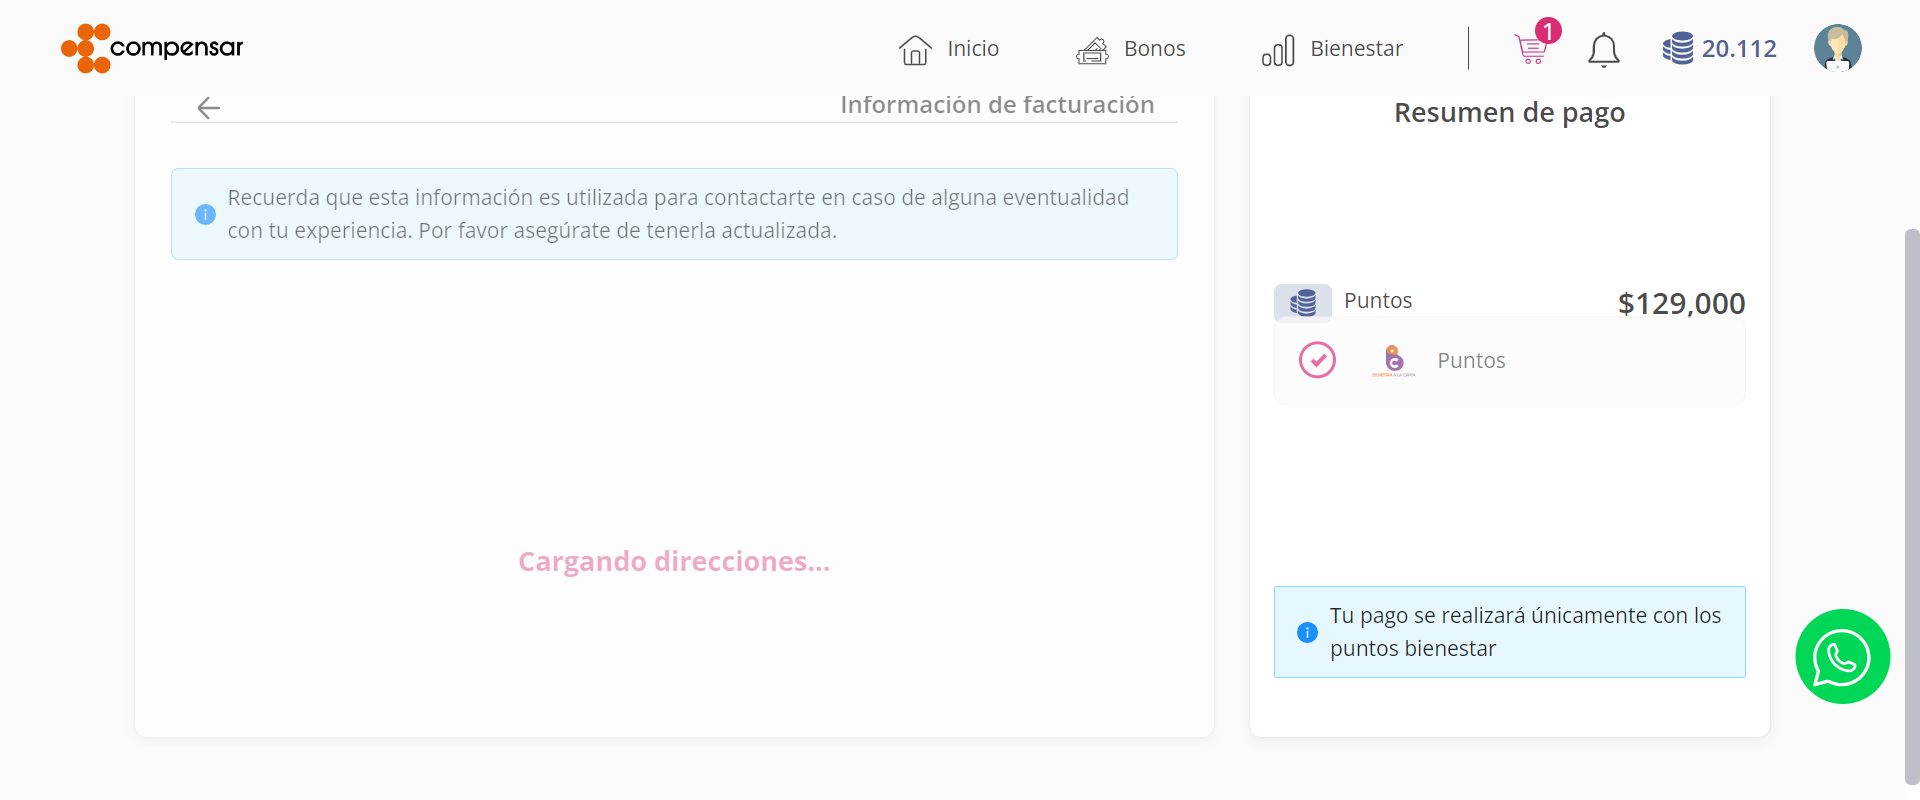 compensar
Inicio
Bonos
Bienestar
1
20.112
Información de facturación
Resumen de pago
Recuerda que esta información es utilizada para contactarte en caso de alguna eventualidad
con tu experiencia. Por favor asegúrate de tenerla actualizada.
Puntos
$129,000
Puntos
Cargando direcciones...
Tu pago se realizará únicamente con los
puntos bienestar